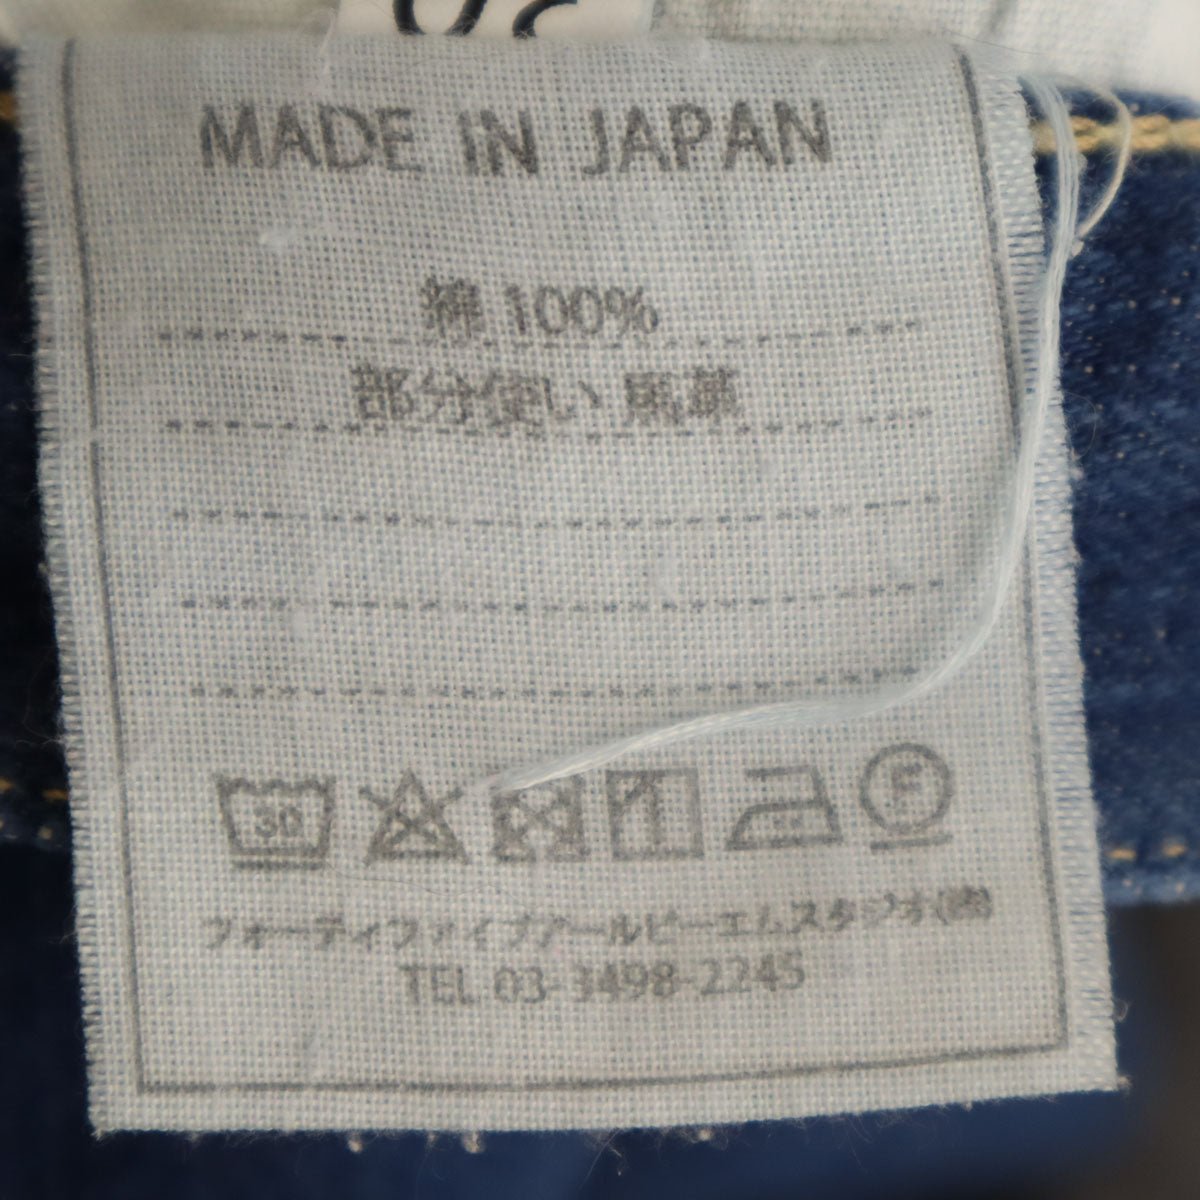 MADE IN JAPAN
綿 100%
部分使い 馬革
30
F
フォーティファイブアールピーエムスタジオ(株)
TEL 03-3498-2245